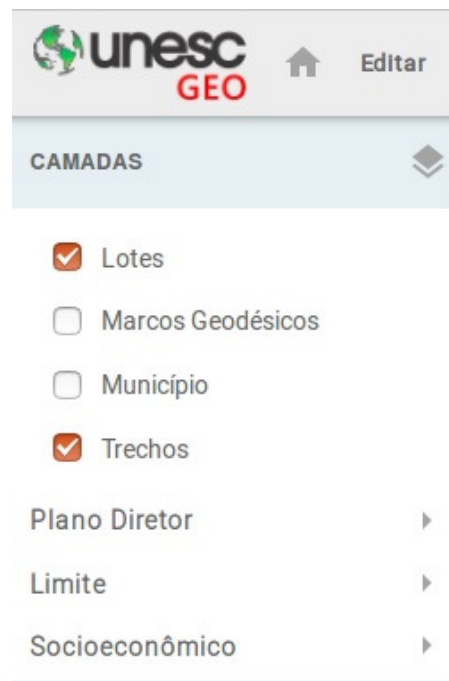 unesc
GEO
Editar
CAMADAS
Lotes
Marcos Geodésicos
Município
Trechos
Plano Diretor
Limite
Socioeconômico